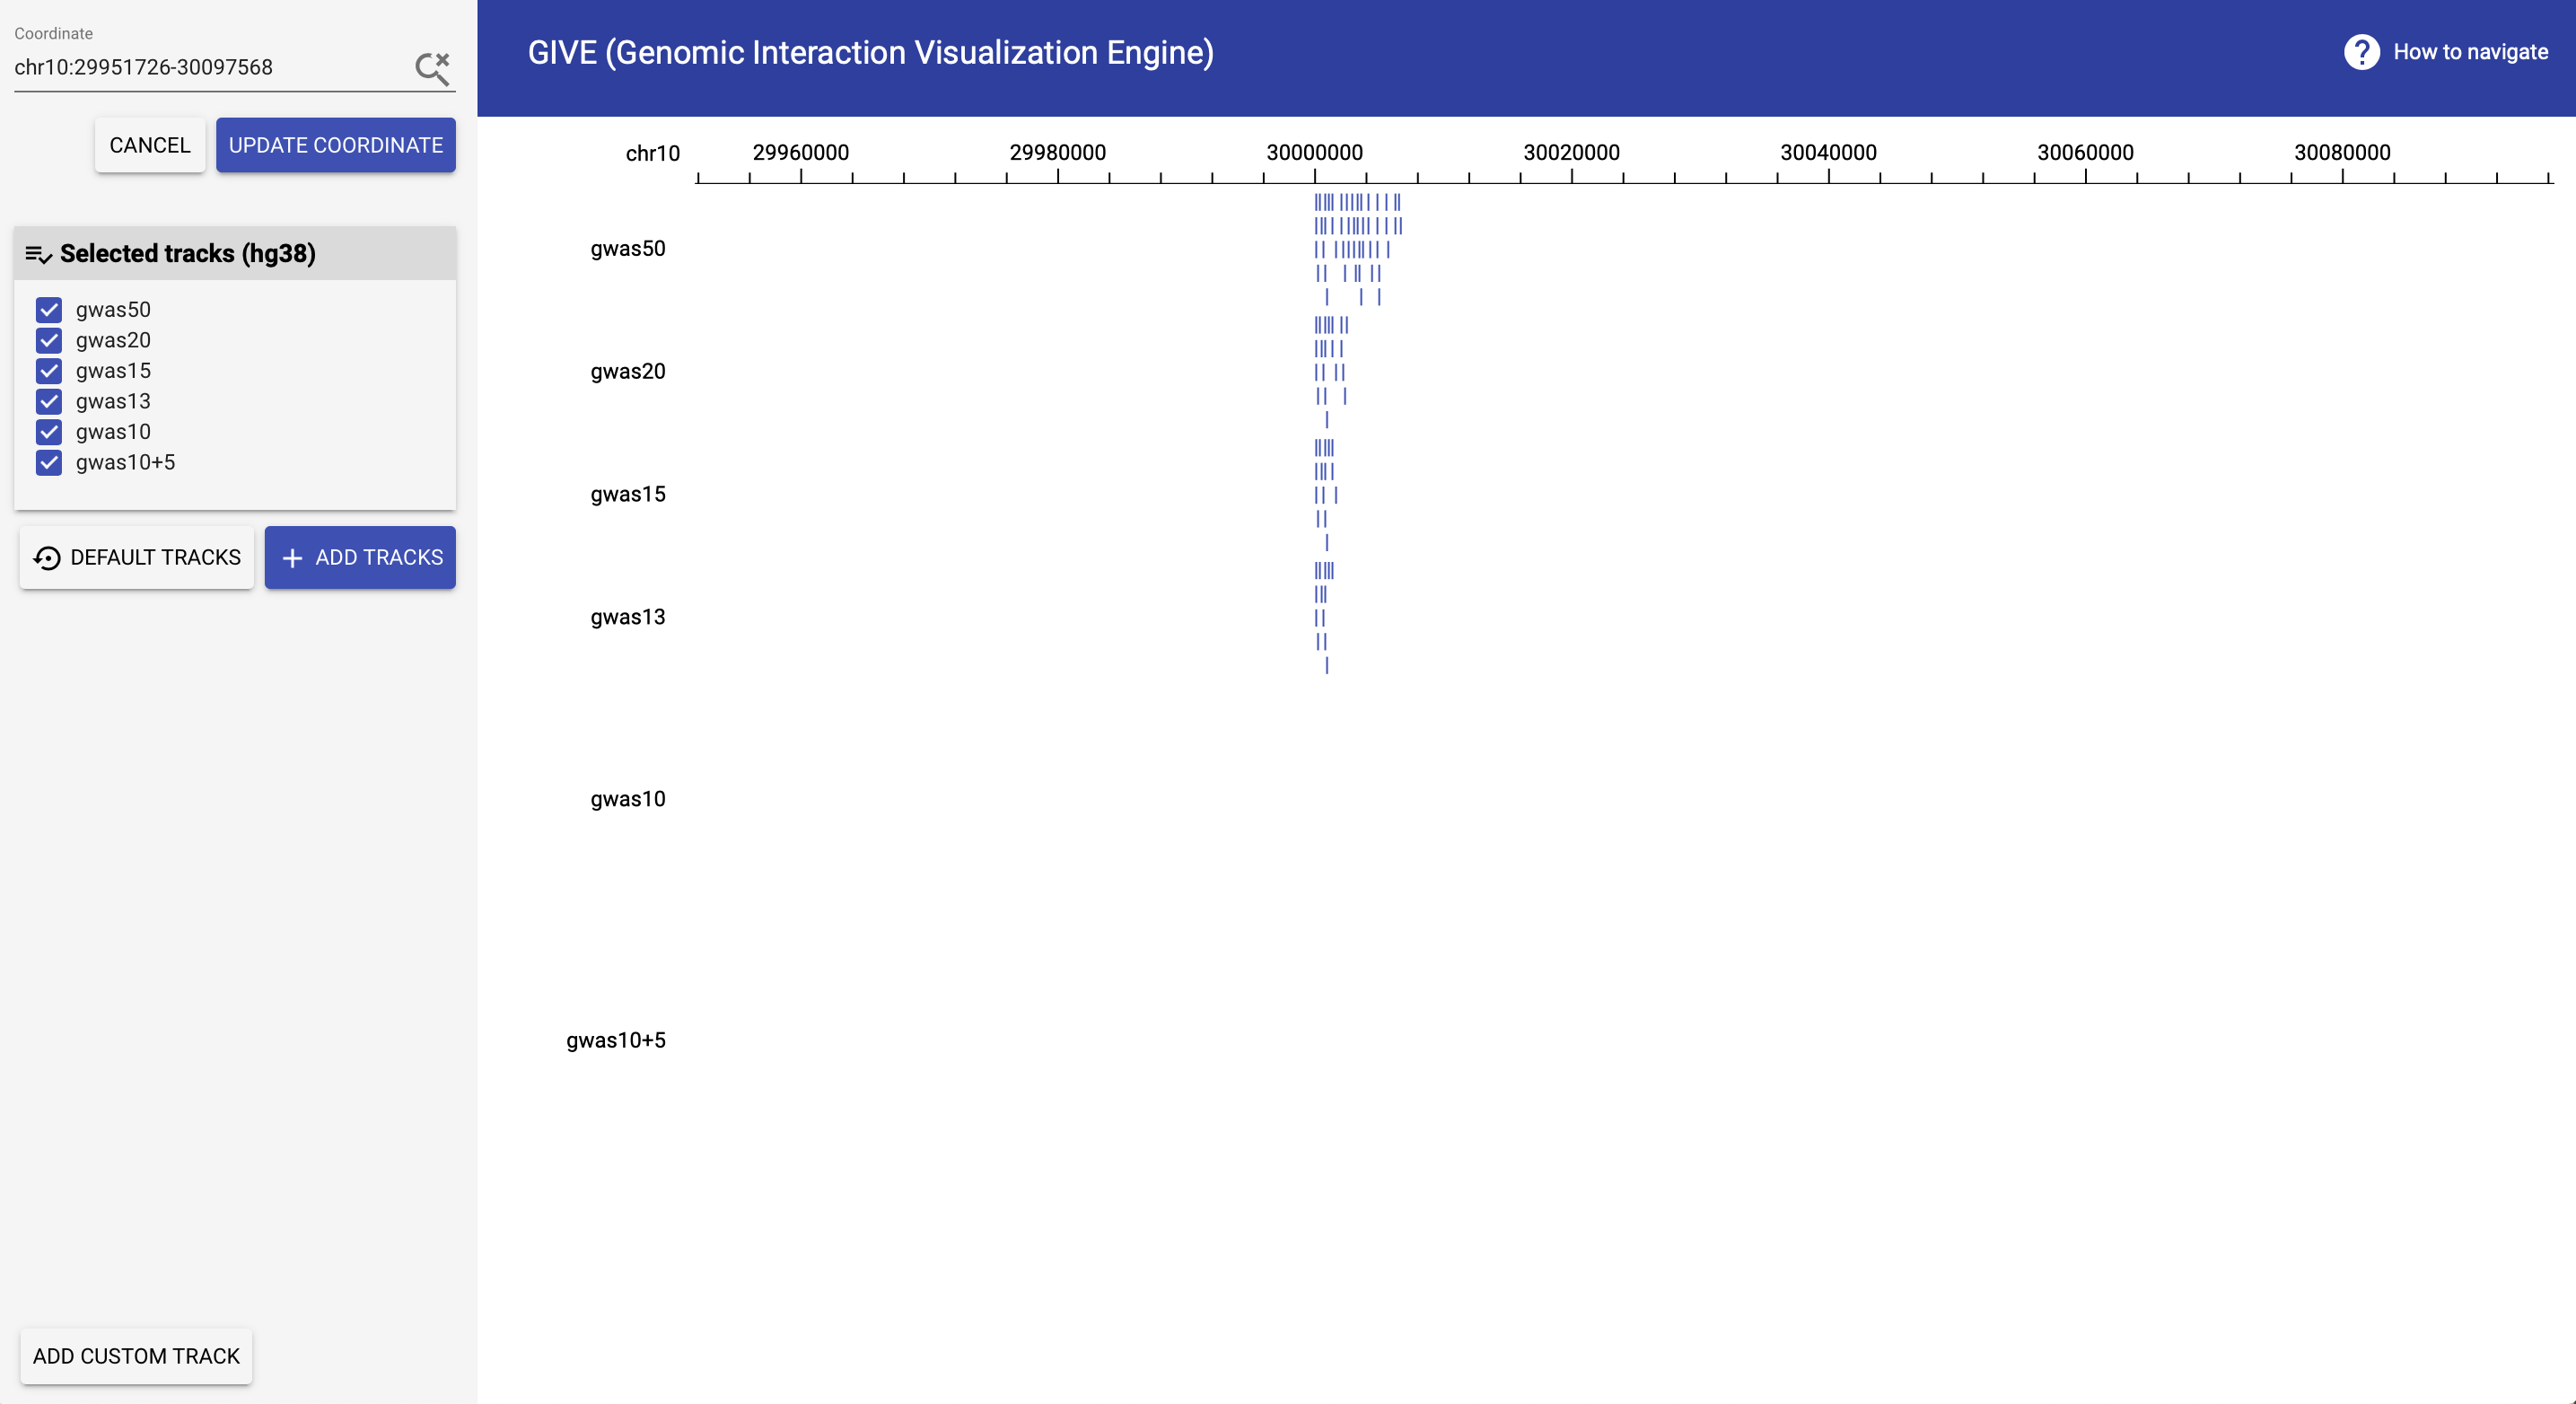 Coordinate
chr10:29951726-30097568
CANCEL
UPDATE COORDINATE
Selected tracks (hg38)
gwas50
gwas20
gwas15
gwas13
gwas10
gwas10+5
DEFAULT TRACKS
ADD TRACKS
ADD CUSTOM TRACK
GIVE (Genomic Interaction Visualization Engine)
How to navigate
chr10 29960000 29980000 30000000 30020000 30040000 30060000 30080000
gwas50
gwas20
gwas15
gwas13
gwas10
gwas10+5